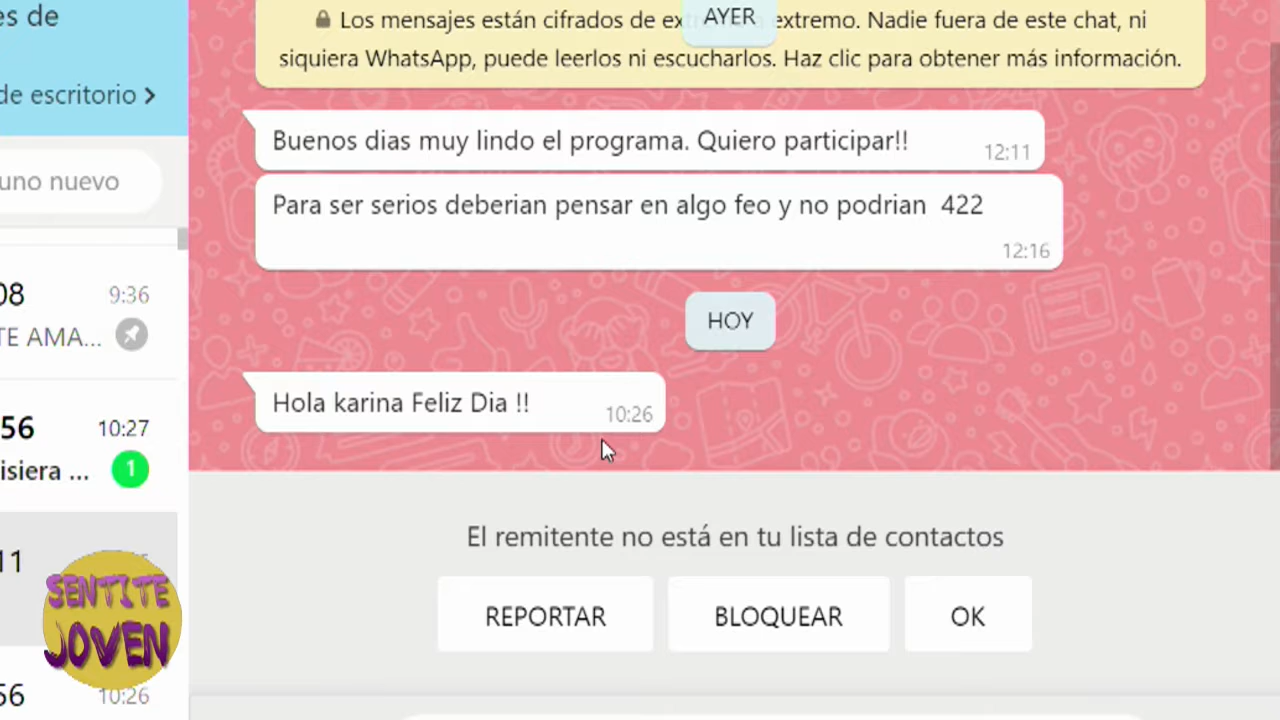 es de
de escritorio >
uno nuevo
08 9:36
TE AMA...
56 10:27
isiera ... 1
11
56 10:26
SENTITE
JOVEN
AYER
Los mensajes están cifrados de extremo a extremo. Nadie fuera de este chat, ni
siquiera WhatsApp, puede leerlos ni escucharlos. Haz clic para obtener más información.
Buenos dias muy lindo el programa. Quiero participar!! 12:11
Para ser serios deberian pensar en algo feo y no podrian 422
12:16
HOY
Hola karina Feliz Dia !! 10:26
El remitente no está en tu lista de contactos
REPORTAR BLOQUEAR OK